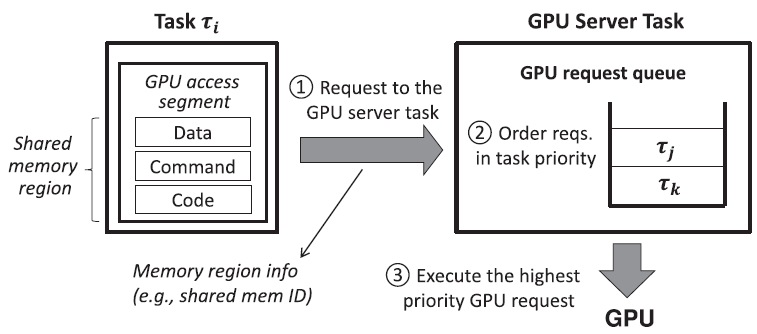 Task τᵢ
GPU access
segment
Data
Command
Code
Shared
memory
region
① Request to the
GPU server task
Memory region info
(e.g., shared mem ID)
GPU Server Task
GPU request queue
② Order reqs.
in task priority
τⱼ
τₖ
③ Execute the highest
priority GPU request
GPU